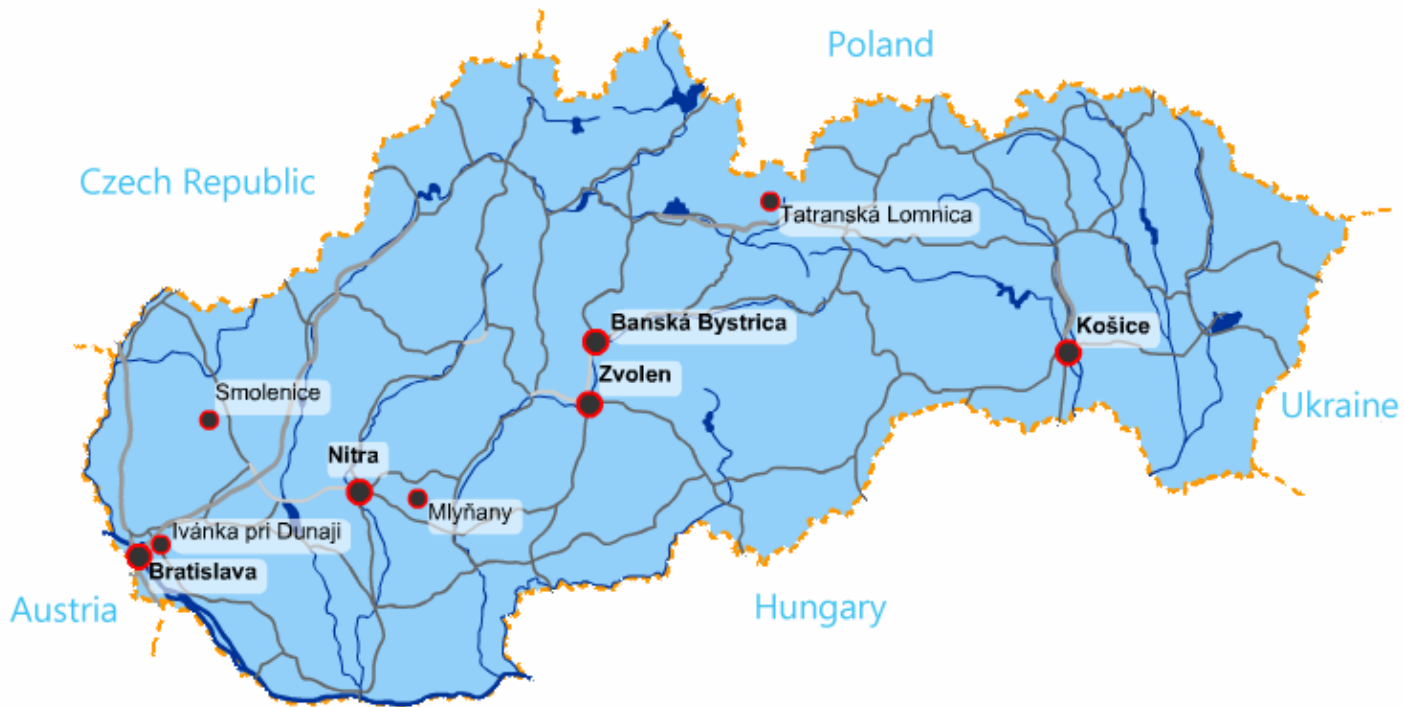 Poland
Czech Republic
Tatranská Lomnica
Banská Bystrica
Košice
Zvolen
Smolenice
Ukraine
Nitra
Mlyňany
Ivánka pri Dunaji
Bratislava
Austria
Hungary